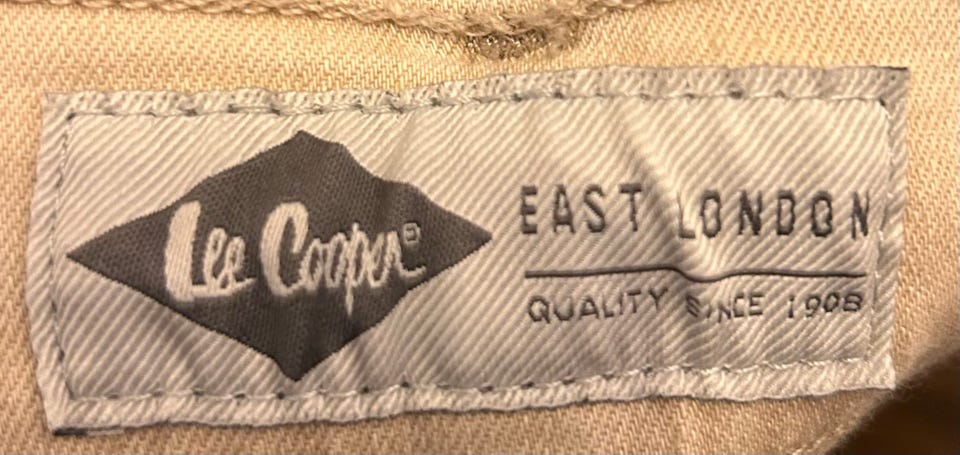 Lee Cooper
EAST LONDON
QUALITY SINCE 1908